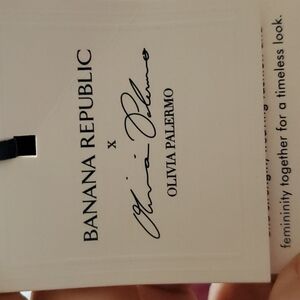 BANANA REPUBLIC
X
Olivia Palermo
OLIVIA PALERMO
femininity together for a timeless look.